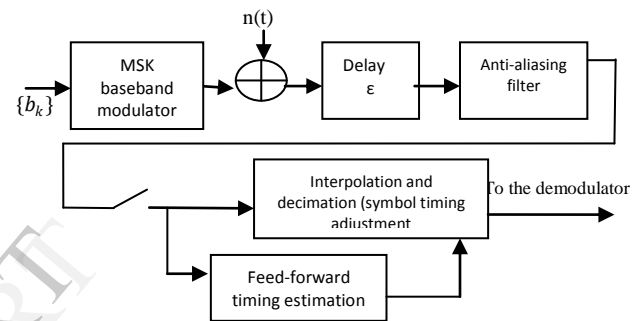 n(t)
MSK
baseband
modulator
Delay
ε
Anti-aliasing
filter
{b_k}
Interpolation and
decimation (symbol timing
adjustment
To the demodulator
Feed-forward
timing estimation